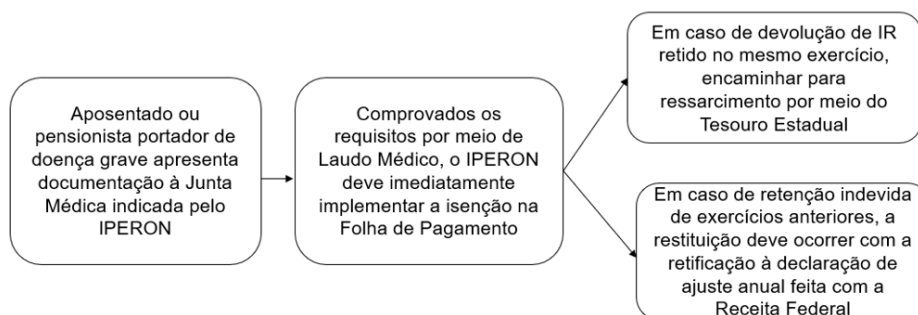 Aposentado ou
pensionista portador de
doença grave apresenta
documentação à Junta
Médica indicada pelo
IPERON
Comprovados os
requisitos por meio de
Laudo Médico, o IPERON
deve imediatamente
implementar a isenção na
Folha de Pagamento
Em caso de devolução de IR
retido no mesmo exercício,
encaminhar para
ressarcimento por meio do
Tesouro Estadual
Em caso de retenção indevida
de exercícios anteriores, a
restituição deve ocorrer com a
retificação à declaração de
ajuste anual feita com a
Receita Federal